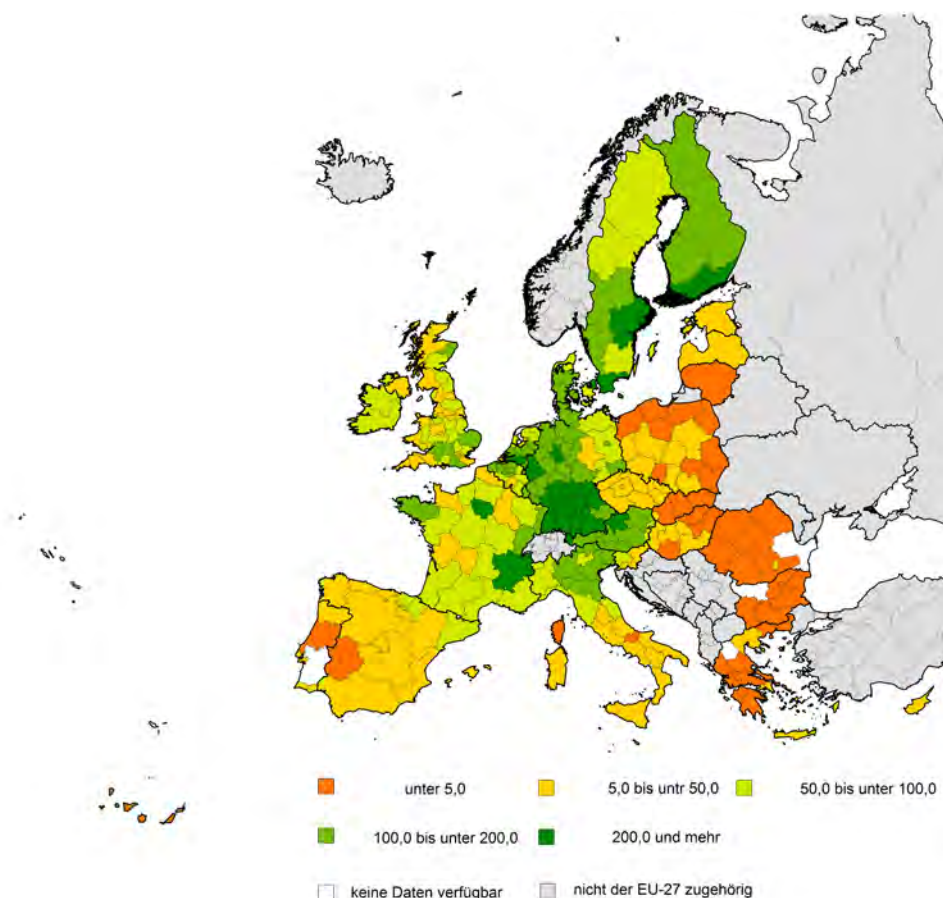 unter 5,0
5,0 bis untr 50,0
50,0 bis unter 100,0
100,0 bis unter 200,0
200,0 und mehr
keine Daten verfügbar
nicht der EU-27 zugehörig